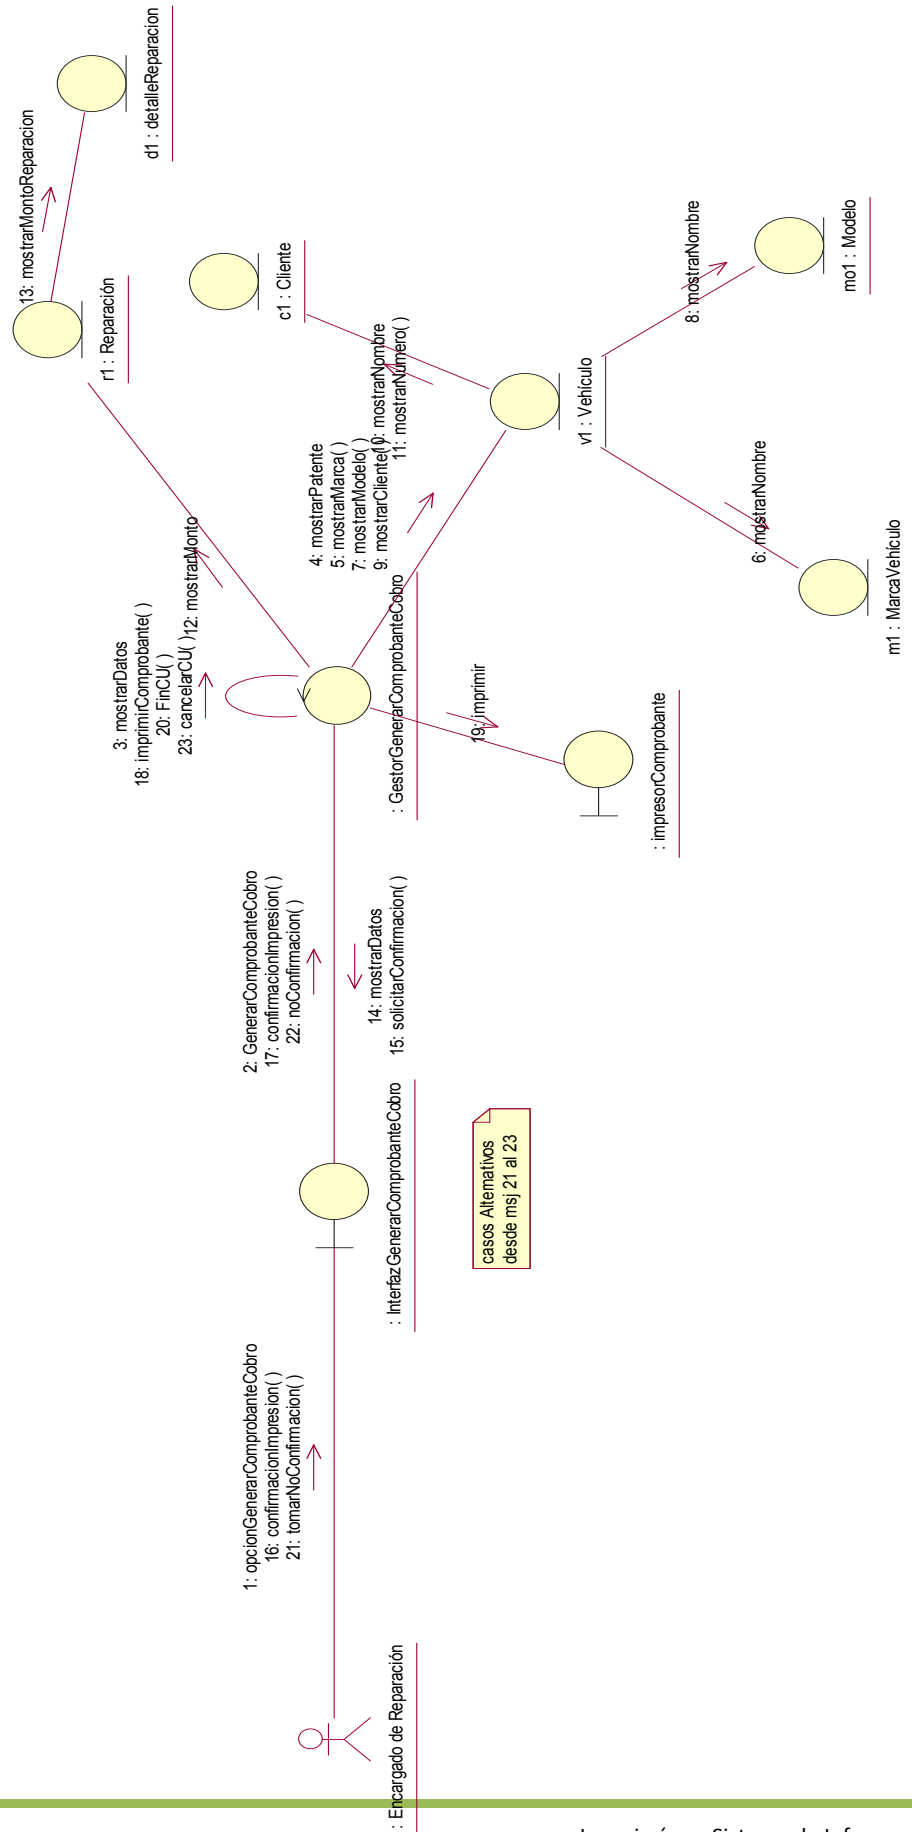 : Encargado de Reparación
1: opcionGenerarComprobanteCobro
16: confirmacionImpresion( )
21: tomarNoConfirmacion( )
: InterfazGenerarComprobanteCobro
casos Alternativos
desde msj 21 al 23
2: GenerarComprobanteCobro
17: confirmacionImpresion( )
22: noConfirmacion( )
14: mostrarDatos
15: solicitarConfirmacion( )
3: mostrarDatos
18: imprimirComprobante( )
20: FinCU( )
23: cancelarCU( )
: GestorGenerarComprobanteCobro
19: imprimir
: impresorComprobante
12: mostrarMonto
r1 : Reparación
13: mostrarMontoReparacion
d1 : detalleReparacion
4: mostrarPatente
5: mostrarMarca( )
7: mostrarModelo( )
9: mostrarCliente( )
10: mostrarNombre
11: mostrarNumero( )
c1 : Cliente
v1 : Vehículo
6: mostrarNombre
m1 : MarcaVehículo
8: mostrarNombre
mo1 : Modelo